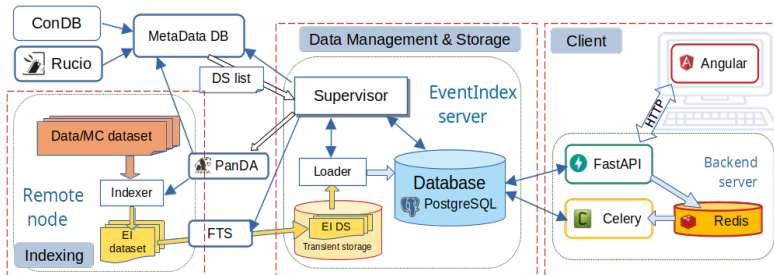 ConDB
Rucio
MetaData DB
DS list
Data Management & Storage
Client
Angular
HTTP
Supervisor
EventIndex
server
Data/MC dataset
PanDA
Loader
Database
PostgreSQL
FastAPI
Backend
server
Remote
node
Indexer
EI
dataset
FTS
EI DS
Transient storage
Celery
Redis
Indexing